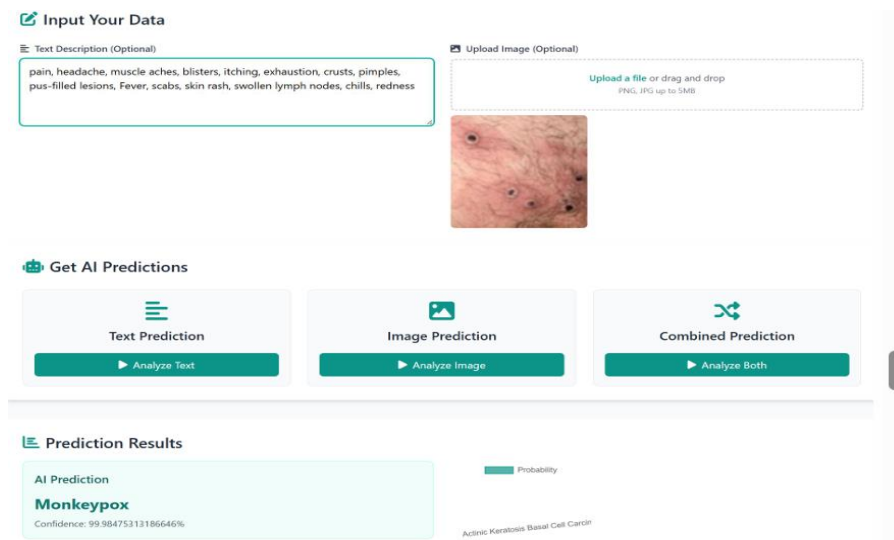 Input Your Data
Text Description (Optional)
pain, headache, muscle aches, blisters, itching, exhaustion, crusts, pimples,
pus-filled lesions, Fever, scabs, skin rash, swollen lymph nodes, chills, redness
Upload Image (Optional)
Upload a file or drag and drop
PNG, JPG up to 5MB
Get AI Predictions
Text Prediction
Analyze Text
Image Prediction
Analyze Image
Combined Prediction
Analyze Both
Prediction Results
AI Prediction
Monkeypox
Confidence: 99.98475313186646%
Probability
Actinic Keratosis Basal Cell Carcin